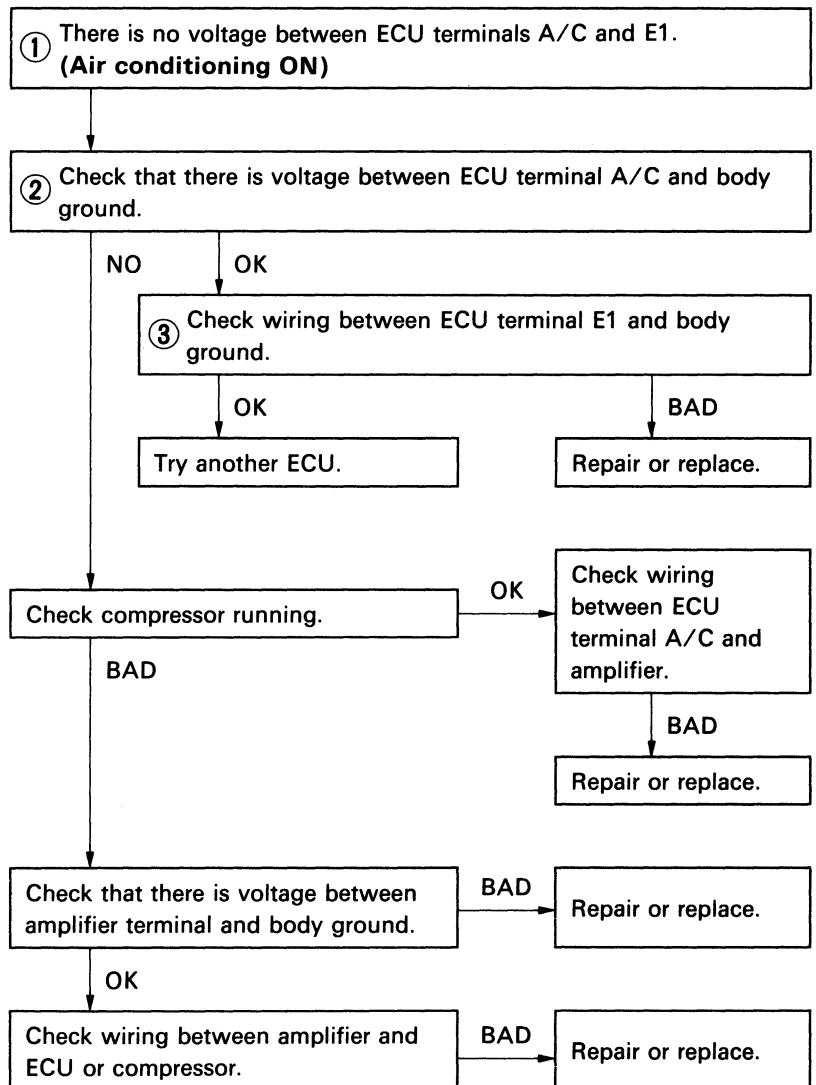 ① There is no voltage between ECU terminals A/C and E1.
(Air conditioning ON)
② Check that there is voltage between ECU terminal A/C and body
ground.
NO
OK
③ Check wiring between ECU terminal E1 and body
ground.
OK
BAD
Try another ECU.
Repair or replace.
Check compressor running.
OK
Check wiring
between ECU
terminal A/C and
amplifier.
BAD
BAD
Repair or replace.
Check that there is voltage between
amplifier terminal and body ground.
BAD
Repair or replace.
OK
Check wiring between amplifier and
ECU or compressor.
BAD
Repair or replace.